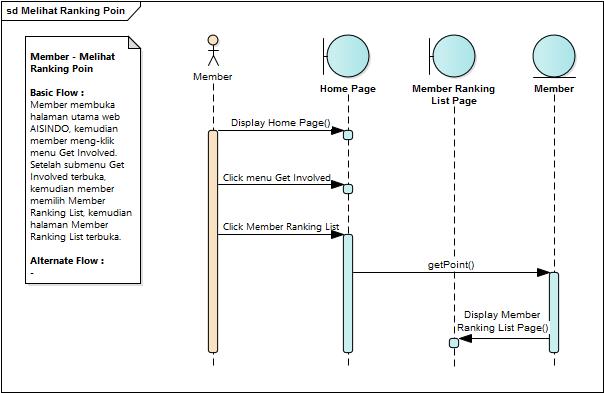 sd Melihat Ranking Poin
Member - Melihat
Ranking Poin
Basic Flow :
Member membuka
halaman utama web
AISINDO, kemudian
member meng-klik
menu Get Involved.
Setelah submenu Get
Involved terbuka,
kemudian member
memilih Member
Ranking List, kemudian
halaman Member
Ranking List terbuka.
Alternate Flow :
-
Member
Home Page
Member Ranking
List Page
Member
Display Home Page()
Click menu Get Involved
Click Member Ranking List
getPoint()
Display Member
Ranking List Page()